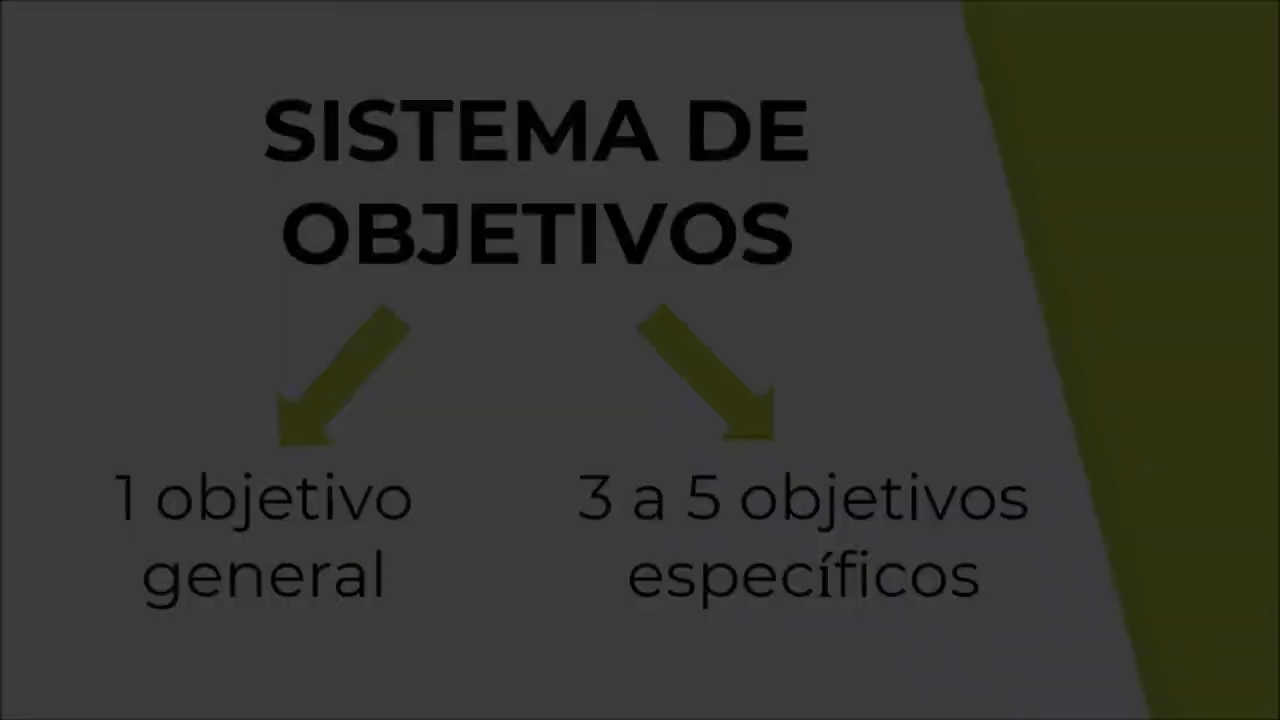 SISTEMA DE
OBJETIVOS
1 objetivo
general
3 a 5 objetivos
específicos